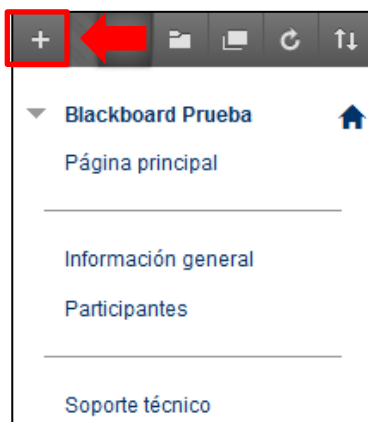 Blackboard Prueba
Página principal
Información general
Participantes
Soporte técnico